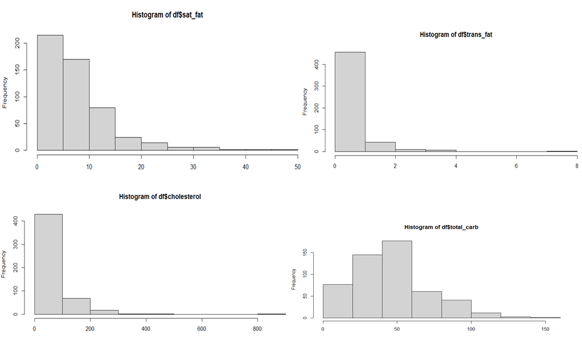 Histogram of df$sat_fat
Frequency
0 50 100 150 200
0 10 20 30 40 50
Histogram of df$trans_fat
Frequency
0 100 200 300 400
0 2 4 6 8
Histogram of df$cholesterol
Frequency
0 100 200 300 400
0 200 400 600 800
Histogram of df$total_carb
Frequency
0 50 100 150
0 50 100 150